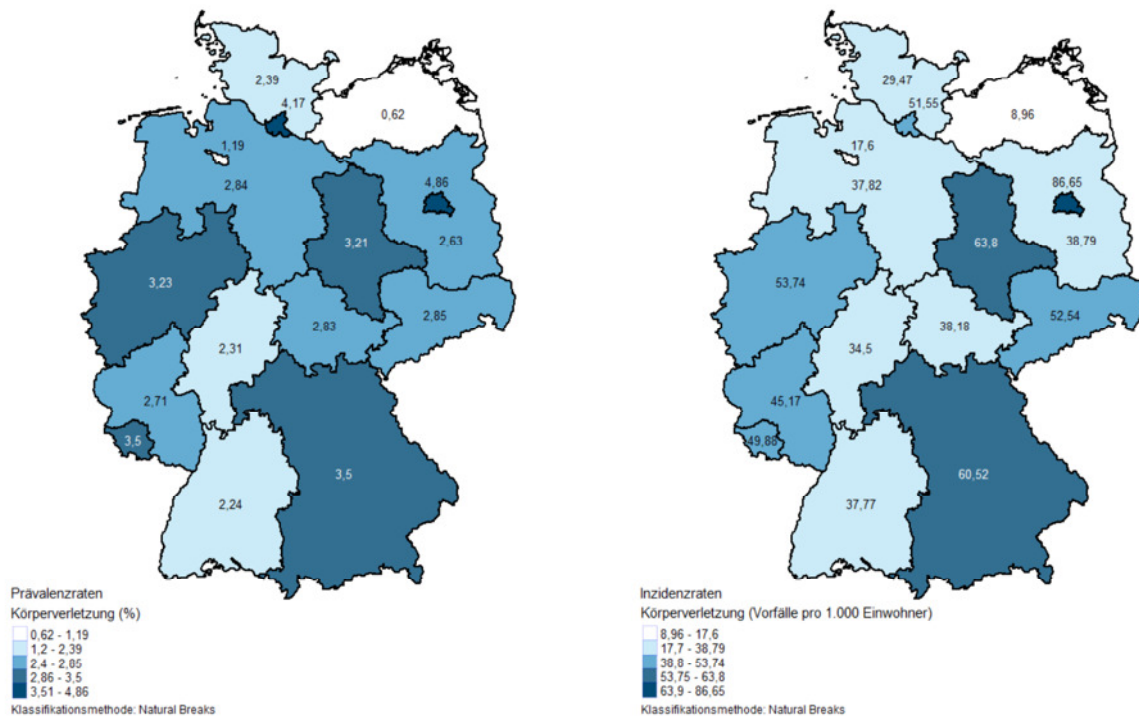 2,39
4,17
0,62
1,19
2,84
4,86
2,63
3,21
3,23
2,83
2,85
2,31
2,71
3,5
3,5
2,24
Prävalenzraten
Körperverletzung (%)
0,62 - 1,19
1,2 - 2,39
2,4 - 2,85
2,86 - 3,5
3,51 - 4,86
Klassifikationsmethode: Natural Breaks
29,47
51,55
8,96
17,6
37,82
86,65
38,79
63,8
53,74
38,18
52,54
34,5
45,17
49,88
60,52
37,77
Inzidenzraten
Körperverletzung (Vorfälle pro 1.000 Einwohner)
8,96 - 17,6
17,7 - 38,79
38,8 - 53,74
53,75 - 63,8
63,9 - 86,65
Klassifikationsmethode: Natural Breaks